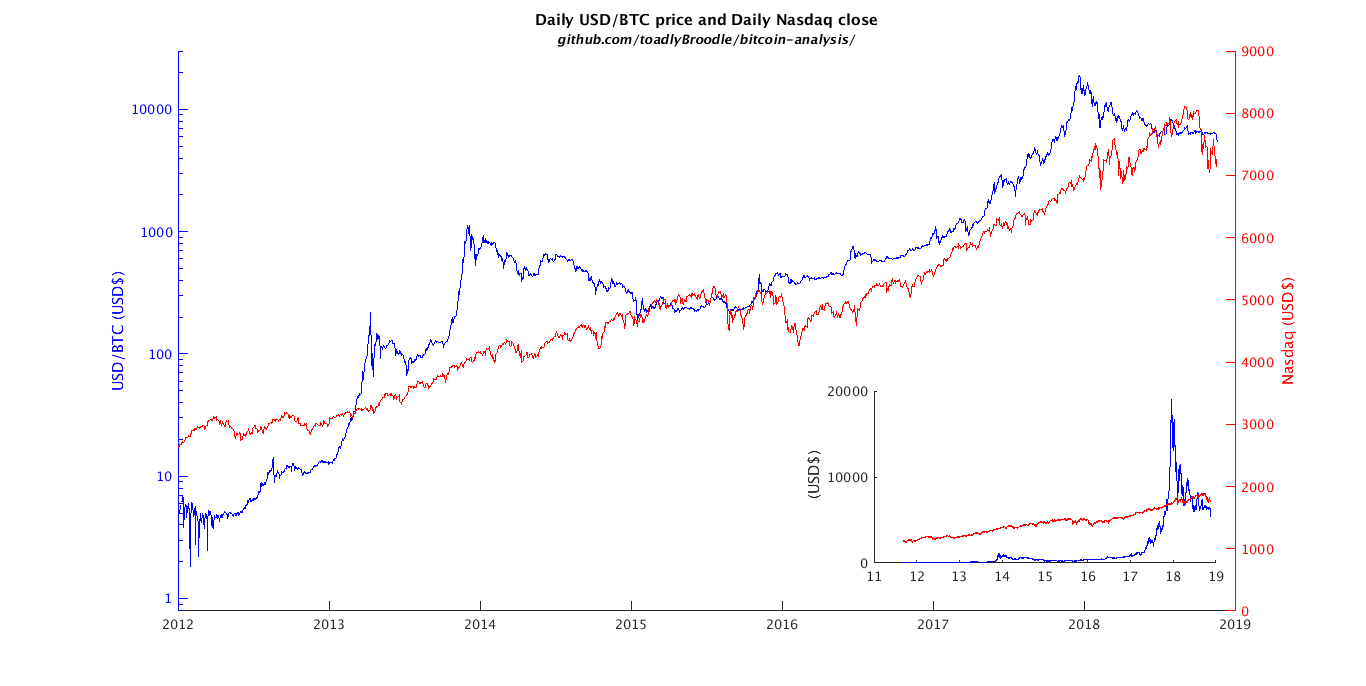 Daily USD/BTC price and Daily Nasdaq close
github.com/toadlyBroodle/bitcoin-analysis/
USD/BTC (USD$)
10000
1000
100
10
1
2012 2013 2014 2015 2016 2017 2018 2019
9000
8000
7000
6000
5000
4000
3000
2000
1000
0
Nasdaq (USD$)
(USD$)
20000
10000
0
11 12 13 14 15 16 17 18 19